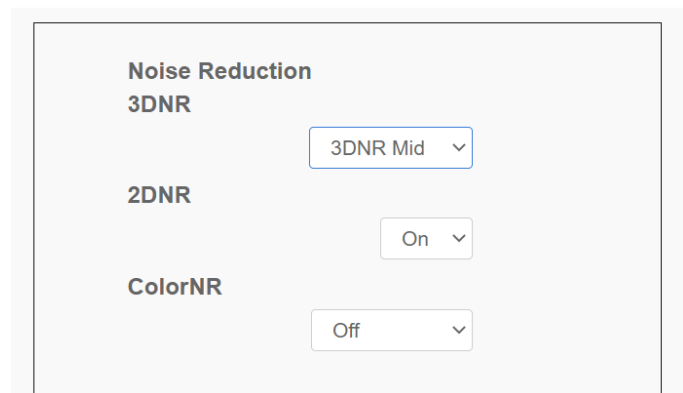 Noise Reduction
3DNR
3DNR Mid
2DNR
On
ColorNR
Off